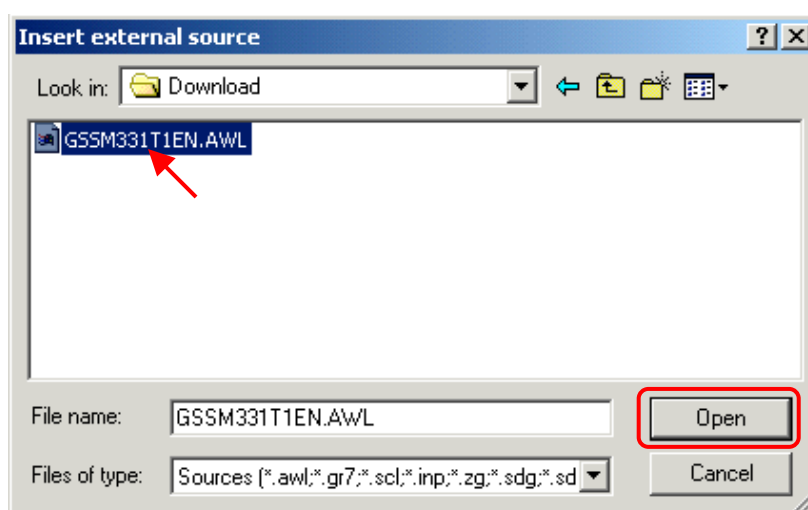 Insert external source
Look in: Download
GSSM331T1EN.AWL
File name: GSSM331T1EN.AWL Open
Files of type: Sources (*.awl;*.gr7;*.scl;*.inp;*.zg;*.sdg;*.sd Cancel